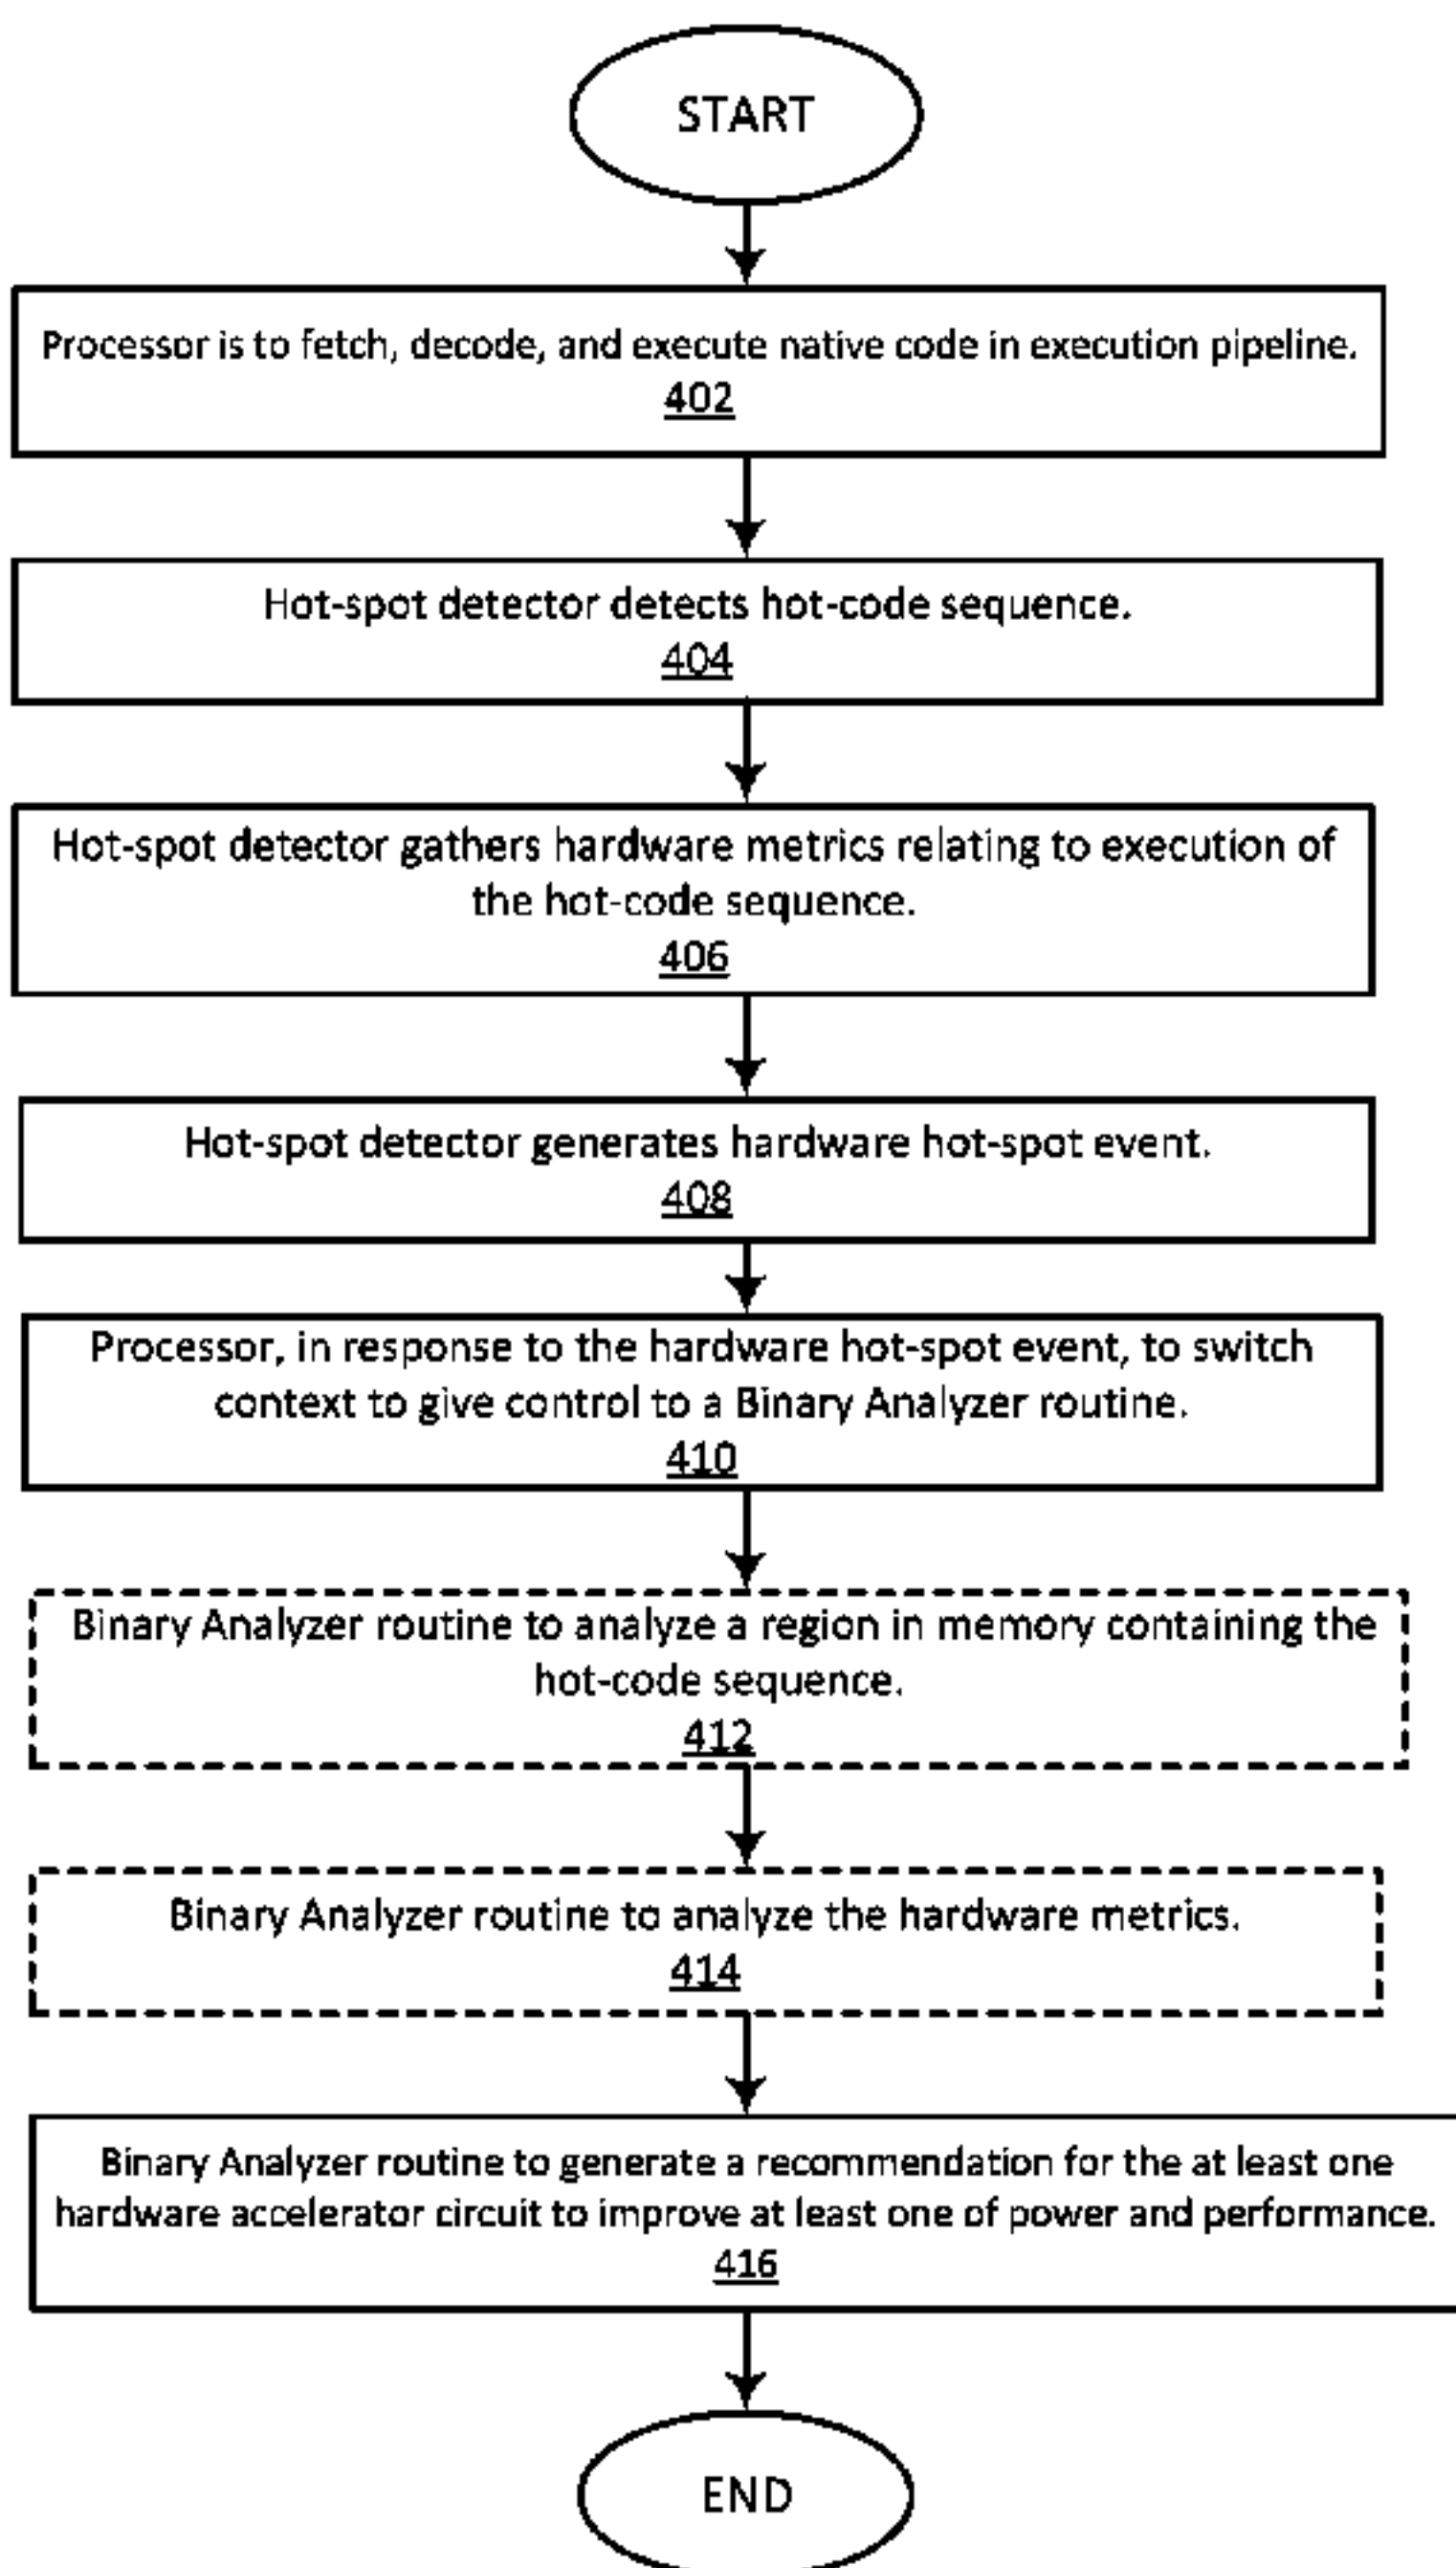 START
Processor is to fetch, decode, and execute native code in execution pipeline.
402
Hot-spot detector detects hot-code sequence.
404
Hot-spot detector gathers hardware metrics relating to execution of
the hot-code sequence.
406
Hot-spot detector generates hardware hot-spot event.
408
Processor, in response to the hardware hot-spot event, to switch
context to give control to a Binary Analyzer routine.
410
Binary Analyzer routine to analyze a region in memory containing the
hot-code sequence.
412
Binary Analyzer routine to analyze the hardware metrics.
414
Binary Analyzer routine to generate a recommendation for the at least one
hardware accelerator circuit to improve at least one of power and performance.
416
END